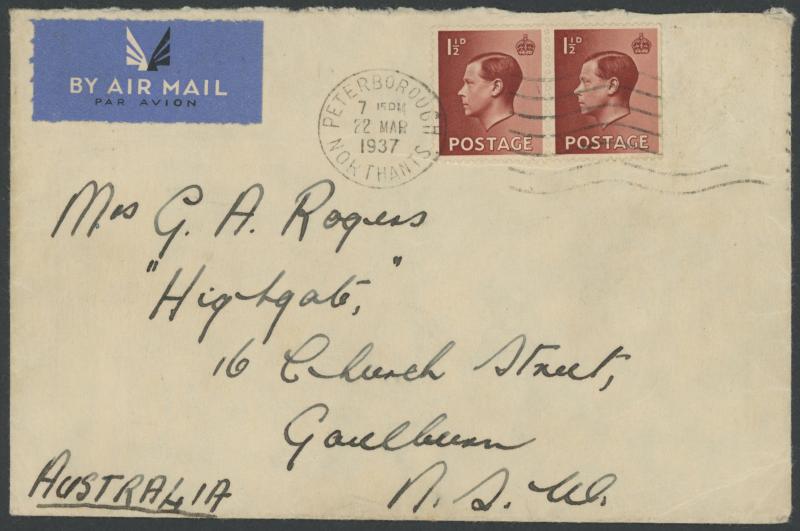 BY AIR MAIL
PAR AVION
1½D
POSTAGE
1½D
POSTAGE
PETERBOROUGH
7 15PM
22 MAR
1937
NORTHANTS
Mrs G. A. Rogers
"Highgate,"
16 Church Street,
Goulburn
N.S.W.
AUSTRALIA